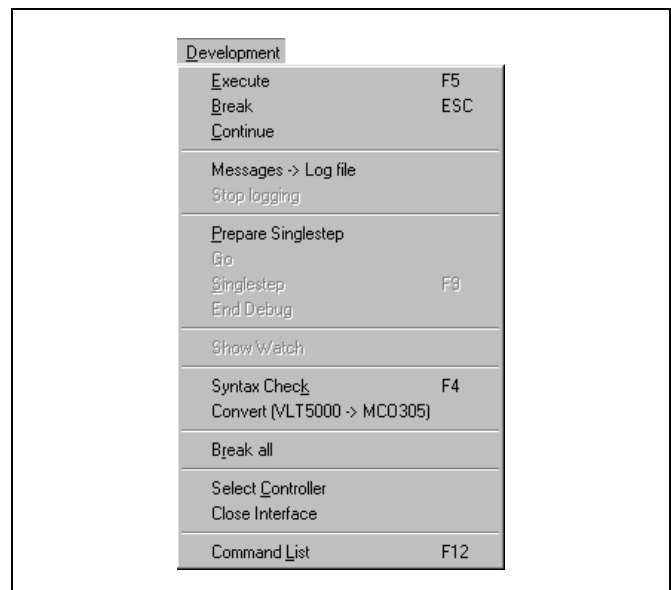 Development
Execute F5
Break ESC
Continue
Messages -> Log file
Stop logging
Prepare Singlestep
Go
Singlestep F9
End Debug
Show Watch
Syntax Check F4
Convert (VLT5000 -> MCO305)
Break all
Select Controller
Close Interface
Command List F12